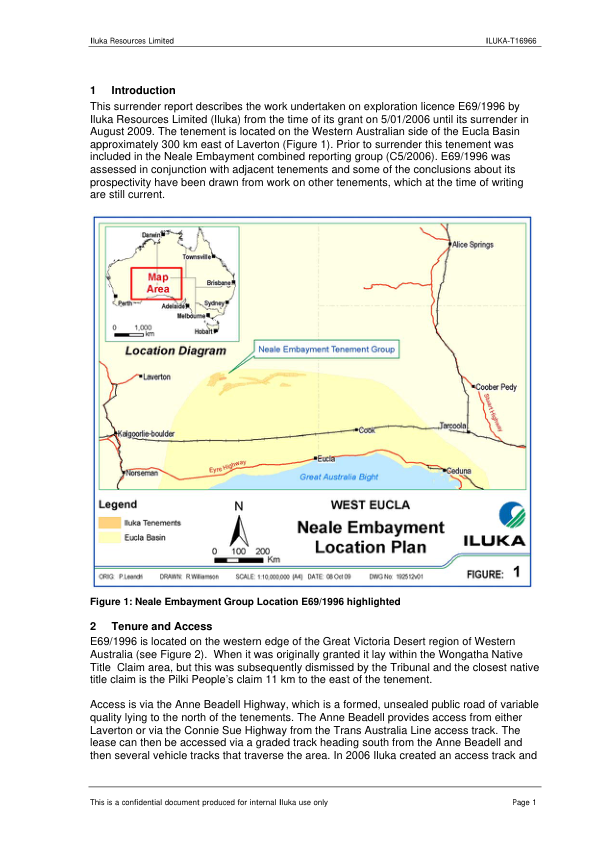 Iluka Resources Limited ILUKA-T16966
1 Introduction
This surrender report describes the work undertaken on exploration licence E69/1996 by
Iluka Resources Limited (Iluka) from the time of its grant on 5/01/2006 until its surrender in
August 2009. The tenement is located on the Western Australian side of the Eucla Basin
approximately 300 km east of Laverton (Figure 1). Prior to surrender this tenement was
included in the Neale Embayment combined reporting group (C5/2006). E69/1996 was
assessed in conjunction with adjacent tenements and some of the conclusions about its
prospectivity have been drawn from work on other tenements, which at the time of writing
are still current.
Darwin
Townsville
Map
Area
Brisbane
Perth
Adelaide
Sydney
Melbourne
Hobart
0 1,000
km
Location Diagram
Alice Springs
Neale Embayment Tenement Group
Laverton
Coober Pedy
Stuart Highway
Kalgoorlie-boulder
Cook
Tarcoola
Norseman
Eyre Highway
Eucla
Ceduna
Great Australia Bight
Legend
Iluka Tenements
Eucla Basin
N
0 100 200
Km
WEST EUCLA
Neale Embayment
Location Plan
ILUKA
ORIG: P.Leandri DRAWN: R.Williamson SCALE: 1:10,000,000 (A4) DATE: 08 Oct 09 DWG No: 192512v01
FIGURE: 1
Figure 1: Neale Embayment Group Location E69/1996 highlighted
2 Tenure and Access
E69/1996 is located on the western edge of the Great Victoria Desert region of Western
Australia (see Figure 2). When it was originally granted it lay within the Wongatha Native
Title Claim area, but this was subsequently dismissed by the Tribunal and the closest native
title claim is the Pilki People's claim 11 km to the east of the tenement.
Access is via the Anne Beadell Highway, which is a formed, unsealed public road of variable
quality lying to the north of the tenements. The Anne Beadell provides access from either
Laverton or via the Connie Sue Highway from the Trans Australia Line access track. The
lease can then be accessed via a graded track heading south from the Anne Beadell and
then several vehicle tracks that traverse the area. In 2006 Iluka created an access track and
This is a confidential document produced for internal Iluka use only Page 1